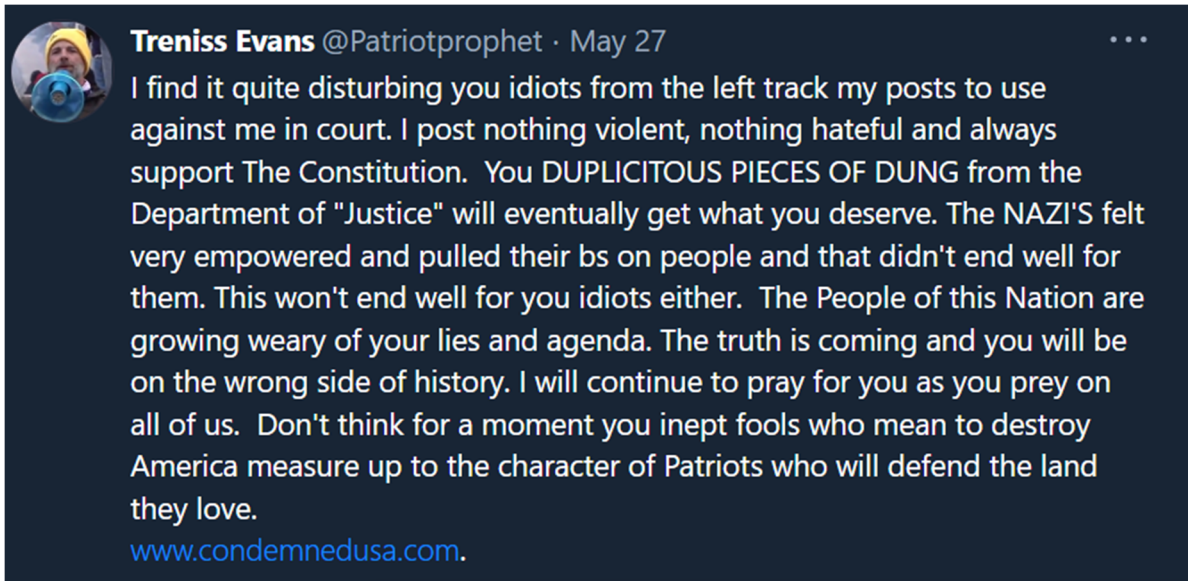 Treniss Evans @Patriotprophet · May 27
I find it quite disturbing you idiots from the left track my posts to use
against me in court. I post nothing violent, nothing hateful and always
support The Constitution.  You DUPLICITOUS PIECES OF DUNG from the
Department of "Justice" will eventually get what you deserve. The NAZI'S felt
very empowered and pulled their bs on people and that didn't end well for
them. This won't end well for you idiots either.  The People of this Nation are
growing weary of your lies and agenda. The truth is coming and you will be
on the wrong side of history. I will continue to pray for you as you prey on
all of us.  Don't think for a moment you inept fools who mean to destroy
America measure up to the character of Patriots who will defend the land
they love.
www.condemnedusa.com.